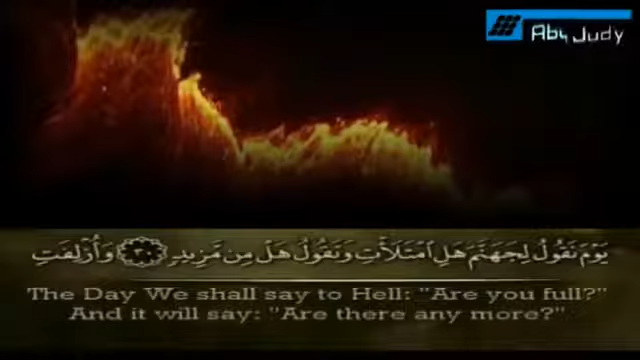 Abu Judy
يَوْمَ نَقُولُ لِجَهَنَّمَ هَلِ ٱمْتَلَأْتِ وَتَقُولُ هَلْ مِن مَّزِيدٍ ٣٠ وَأُزْلِفَتِ
The Day We shall say to Hell: "Are you full?"
And it will say: "Are there any more?"